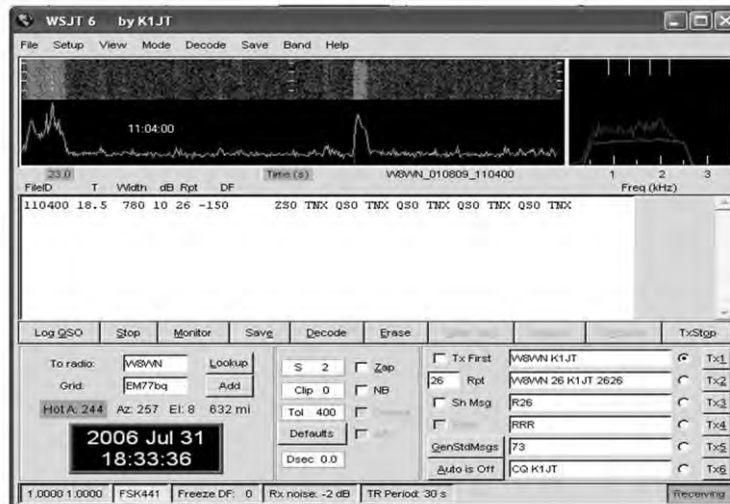 WSJT 6 by K1JT
File Setup View Mode Decode Save Band Help
11:04:00
23.0 Time (s) W8WN_010809_110400
1 2 3
Freq (kHz)
FileID T Width dB Rpt DF
110400 18.5 780 10 26 -150 ZSO TNX QSO TNX QSO TNX QSO TNX QSO TNX
Log QSO Stop Monitor Save Decode Erase TxStop
To radio: W8WN Lookup
Grid: EM77bq Add
Hot A: 244 Az: 257 El: 8 632 mi
2006 Jul 31
18:33:36
S 2 Zap
Clip 0 NB
Tol 400
Defaults
Dsec 0.0
Tx First W8WN K1JT Tx1
26 Rpt W8WN 26 K1JT 2626 Tx2
Sh Msg R26 Tx3
RRR Tx4
GenStdMsgs 73 Tx5
Auto is Off CQ K1JT Tx6
1.0000 1.0000 FSK441 Freeze DF: 0 Rx noise: -2 dB TR Period: 30 s Receiving